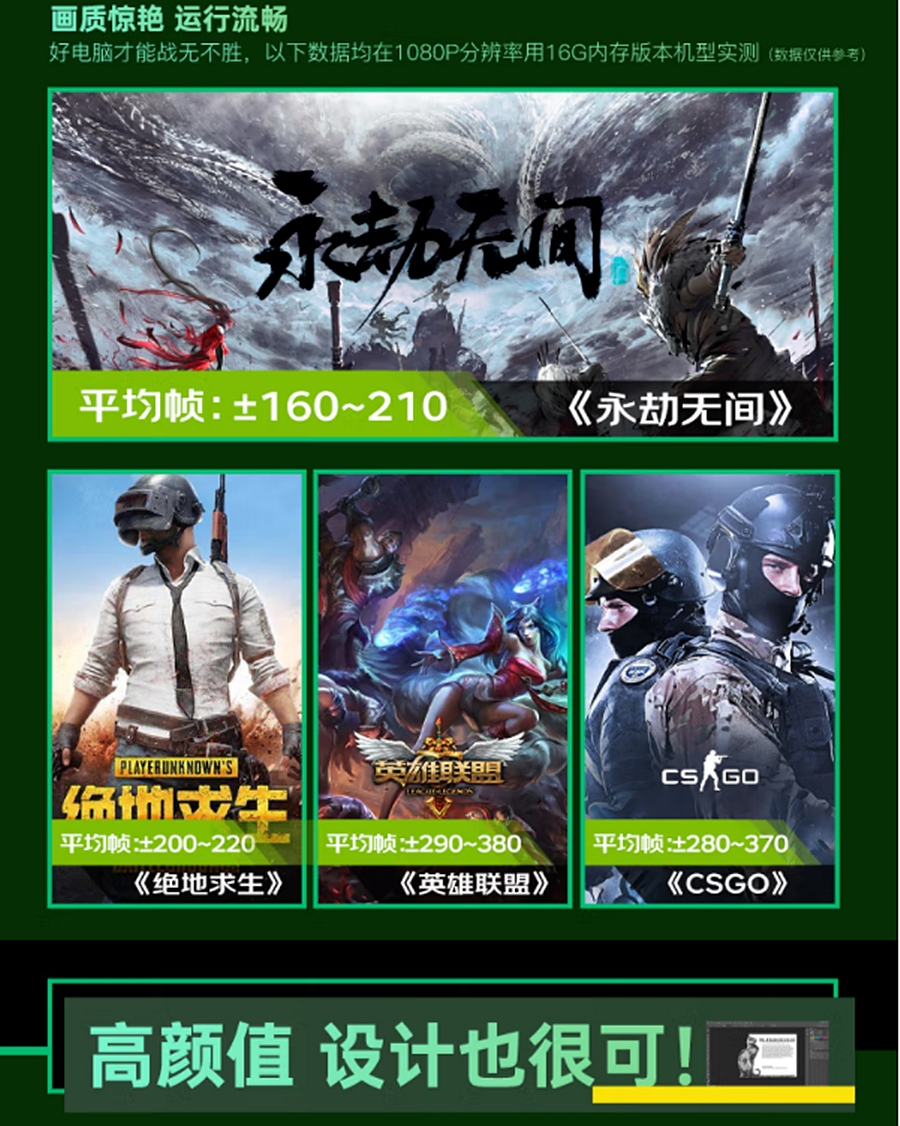 画质惊艳 运行流畅
好电脑才能战无不胜，以下数据均在1080P分辨率用16G内存版本机型实测（数据仅供参考）
永劫无间
平均帧：±160~210
《永劫无间》
PLAYERUNKNOWN'S
绝地求生
平均帧:±200~220
《绝地求生》
英雄联盟
LEAGUE OF LEGENDS
平均帧:±290~380
《英雄联盟》
CS GO
平均帧:±280~370
《CSGO》
高颜值 设计也很可！